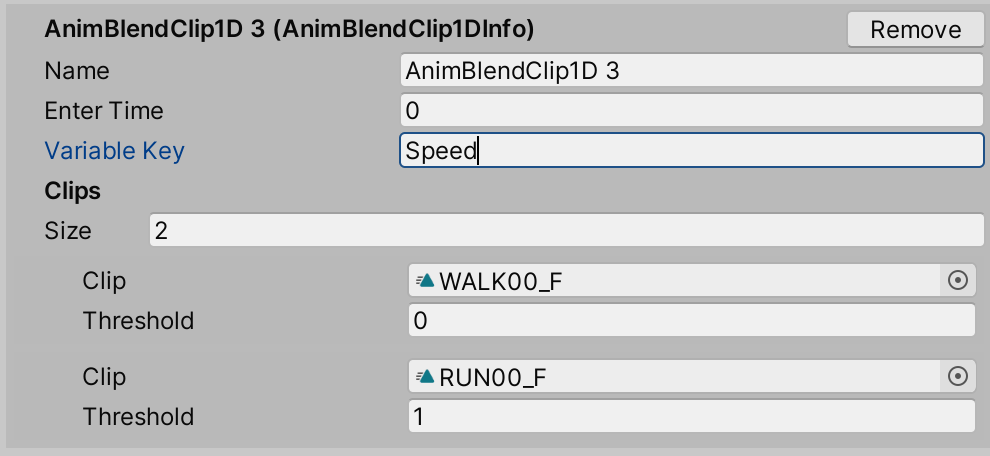 AnimBlendClip1D 3 (AnimBlendClip1DInfo) Remove
Name AnimBlendClip1D 3
Enter Time 0
Variable Key Speed
Clips
Size 2
Clip WALK00_F
Threshold 0
Clip RUN00_F
Threshold 1